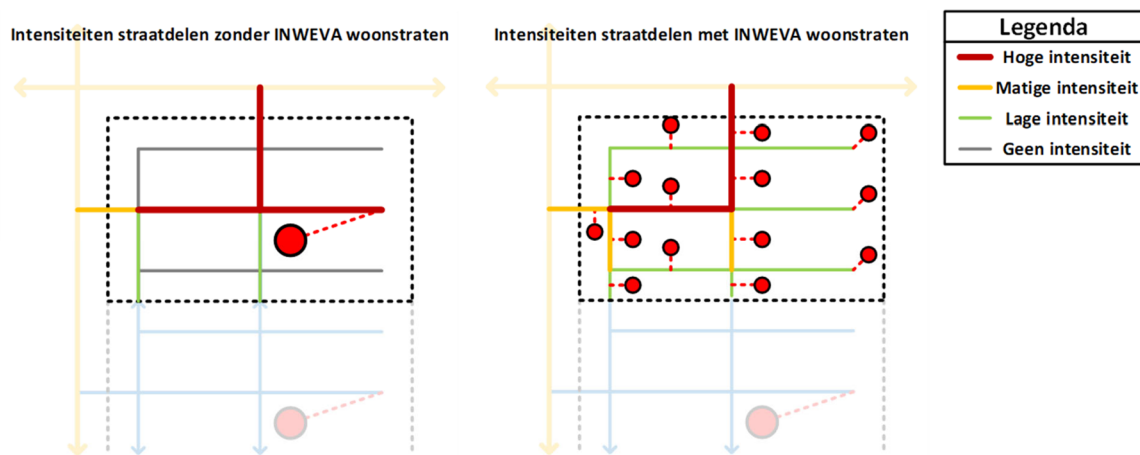 Intensiteiten straatdelen zonder INWEVA woonstraten
Intensiteiten straatdelen met INWEVA woonstraten
Legenda
Hoge intensiteit
Matige intensiteit
Lage intensiteit
Geen intensiteit